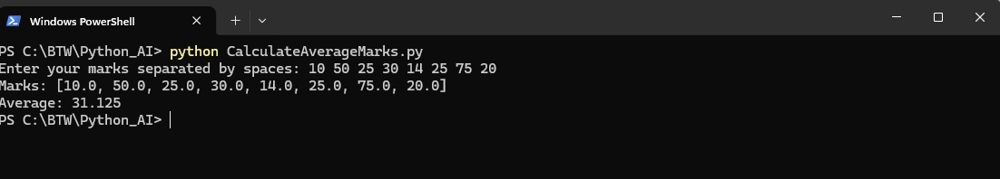 Windows PowerShell
PS C:\BTW\Python_AI> python CalculateAverageMarks.py
Enter your marks separated by spaces: 10 50 25 30 14 25 75 20
Marks: [10.0, 50.0, 25.0, 30.0, 14.0, 25.0, 75.0, 20.0]
Average: 31.125
PS C:\BTW\Python_AI>